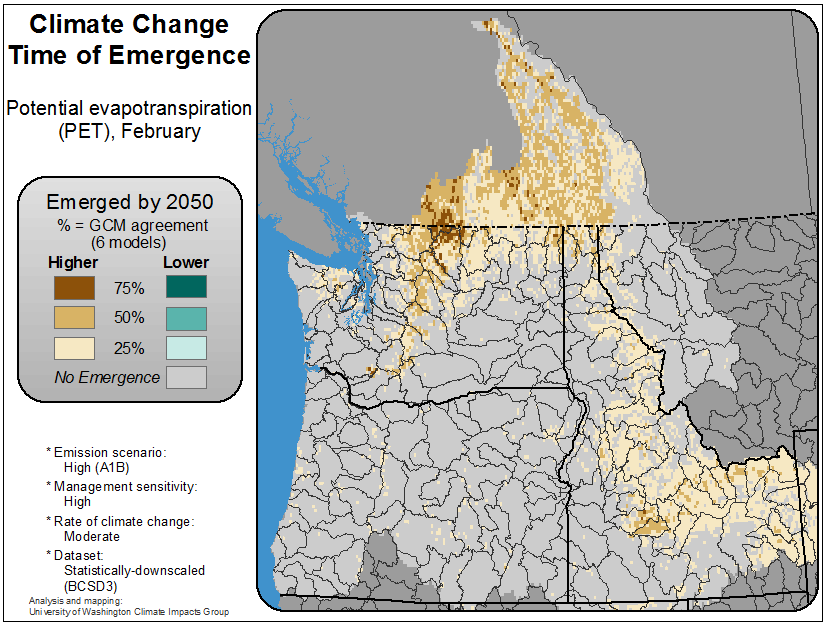 Climate Change
Time of Emergence
Potential evapotranspiration
(PET), February
Emerged by 2050
% = GCM agreement
(6 models)
Higher Lower
75%
50%
25%
No Emergence
* Emission scenario:
High (A1B)
* Management sensitivity:
High
* Rate of climate change:
Moderate
* Dataset:
Statistically-downscaled
(BCSD3)
Analysis and mapping:
University of Washington Climate Impacts Group